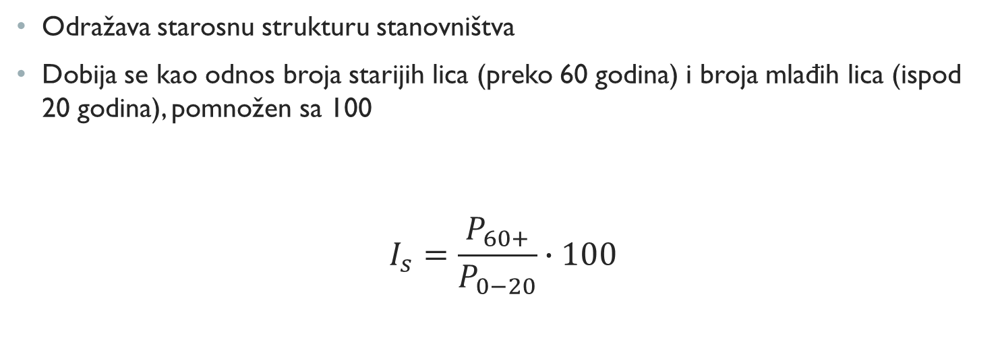 • Odražava starosnu strukturu stanovništva
• Dobija se kao odnos broja starijih lica (preko 60 godina) i broja mlađih lica (ispod
20 godina), pomnožen sa 100
I_s = \frac{P_{60+}}{P_{0-20}} \cdot 100